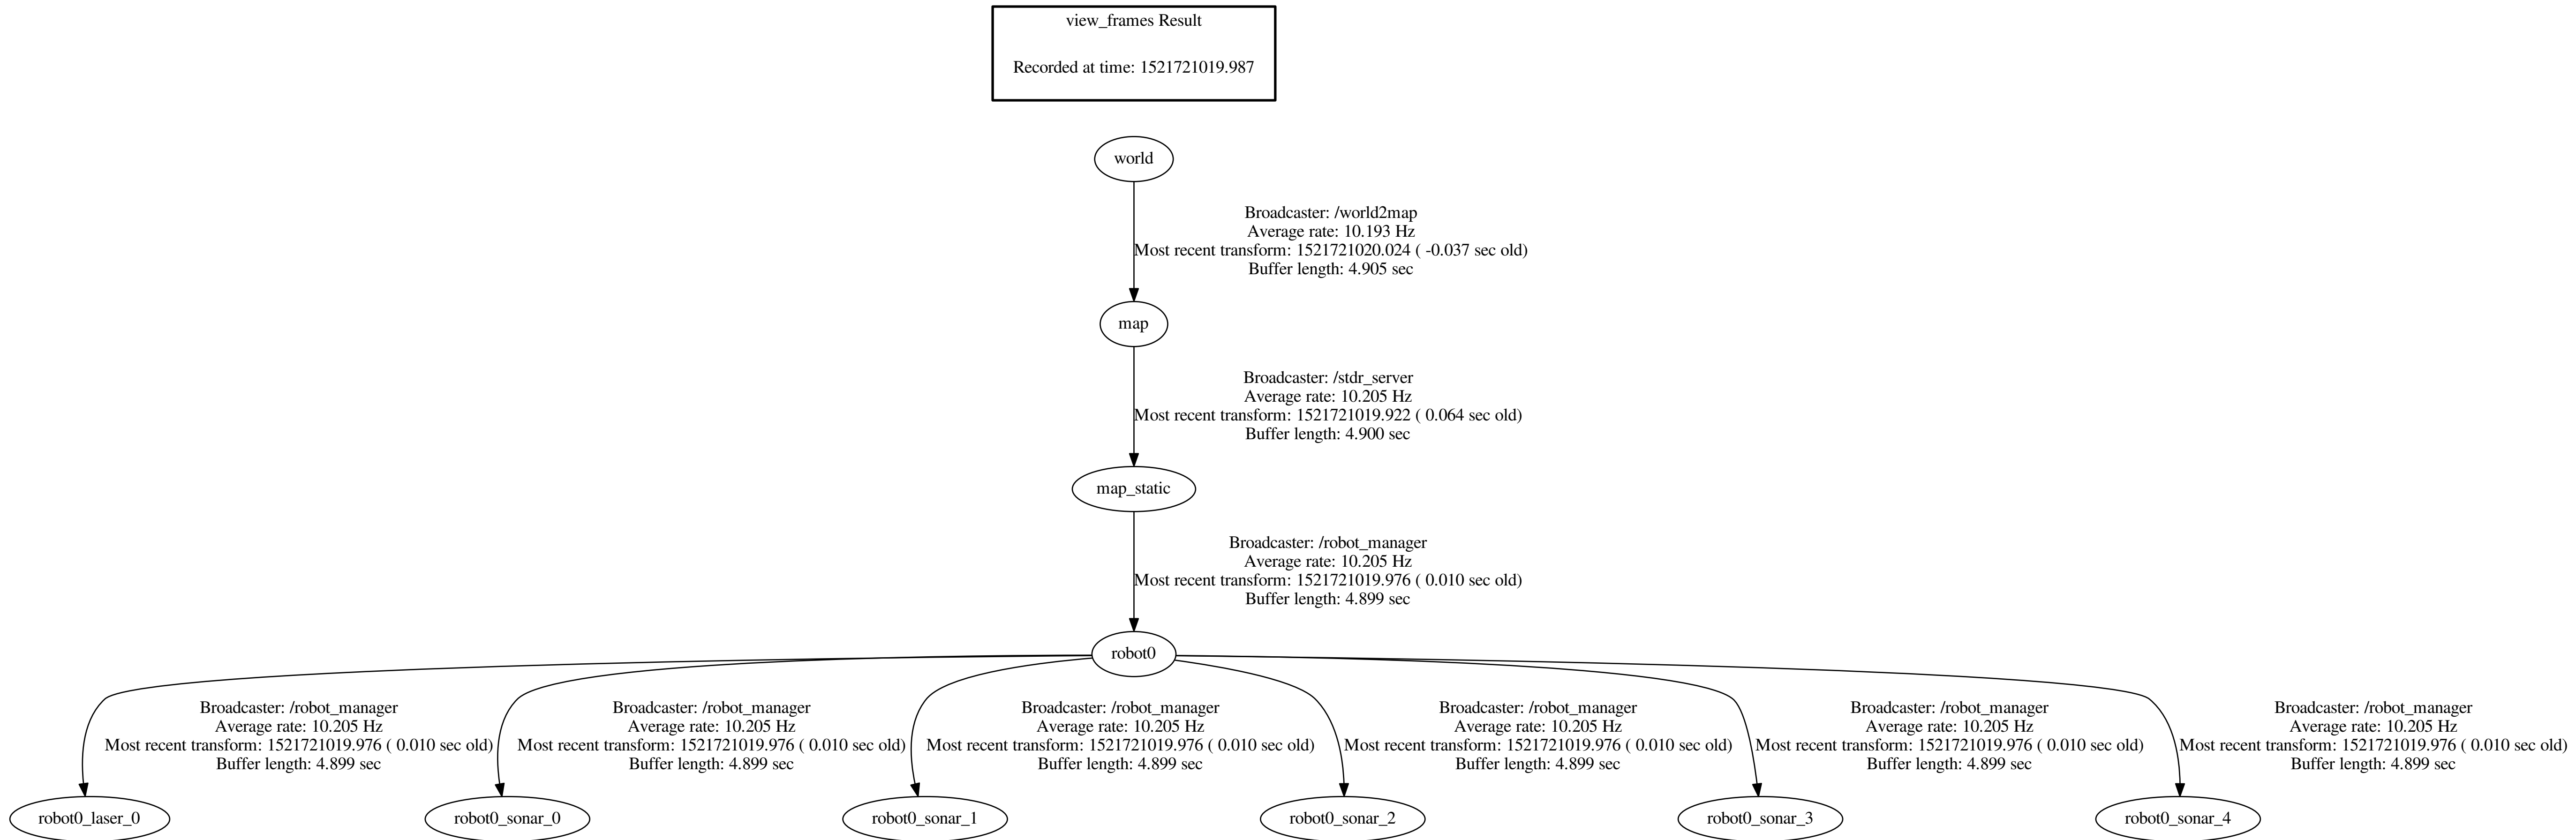 view_frames Result
Recorded at time: 1521721019.987
world
Broadcaster: /world2map
Average rate: 10.193 Hz
Most recent transform: 1521721020.024 ( -0.037 sec old)
Buffer length: 4.905 sec
map
Broadcaster: /stdr_server
Average rate: 10.205 Hz
Most recent transform: 1521721019.922 ( 0.064 sec old)
Buffer length: 4.900 sec
map_static
Broadcaster: /robot_manager
Average rate: 10.205 Hz
Most recent transform: 1521721019.976 ( 0.010 sec old)
Buffer length: 4.899 sec
robot0
Broadcaster: /robot_manager
Average rate: 10.205 Hz
Most recent transform: 1521721019.976 ( 0.010 sec old)
Buffer length: 4.899 sec
Broadcaster: /robot_manager
Average rate: 10.205 Hz
Most recent transform: 1521721019.976 ( 0.010 sec old)
Buffer length: 4.899 sec
Broadcaster: /robot_manager
Average rate: 10.205 Hz
Most recent transform: 1521721019.976 ( 0.010 sec old)
Buffer length: 4.899 sec
Broadcaster: /robot_manager
Average rate: 10.205 Hz
Most recent transform: 1521721019.976 ( 0.010 sec old)
Buffer length: 4.899 sec
Broadcaster: /robot_manager
Average rate: 10.205 Hz
Most recent transform: 1521721019.976 ( 0.010 sec old)
Buffer length: 4.899 sec
Broadcaster: /robot_manager
Average rate: 10.205 Hz
Most recent transform: 1521721019.976 ( 0.010 sec old)
Buffer length: 4.899 sec
robot0_laser_0
robot0_sonar_0
robot0_sonar_1
robot0_sonar_2
robot0_sonar_3
robot0_sonar_4